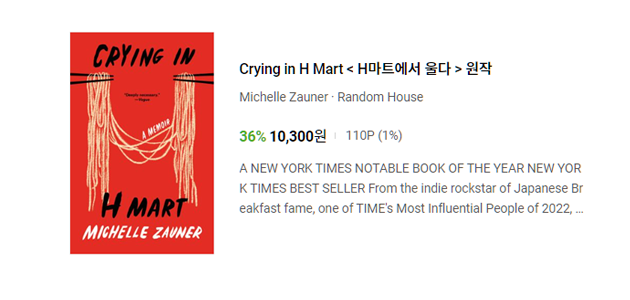 CRYING IN
"Deeply resonant."
—Vogue
A MEMOIR
H MART
MICHELLE ZAUNER
Crying in H Mart < H마트에서 울다 > 원작
Michelle Zauner · Random House
36% 10,300원 110P (1%)
A NEW YORK TIMES NOTABLE BOOK OF THE YEAR NEW YOR
K TIMES BEST SELLER From the indie rockstar of Japanese Br
eakfast fame, one of TIME's Most Influential People of 2022, ...